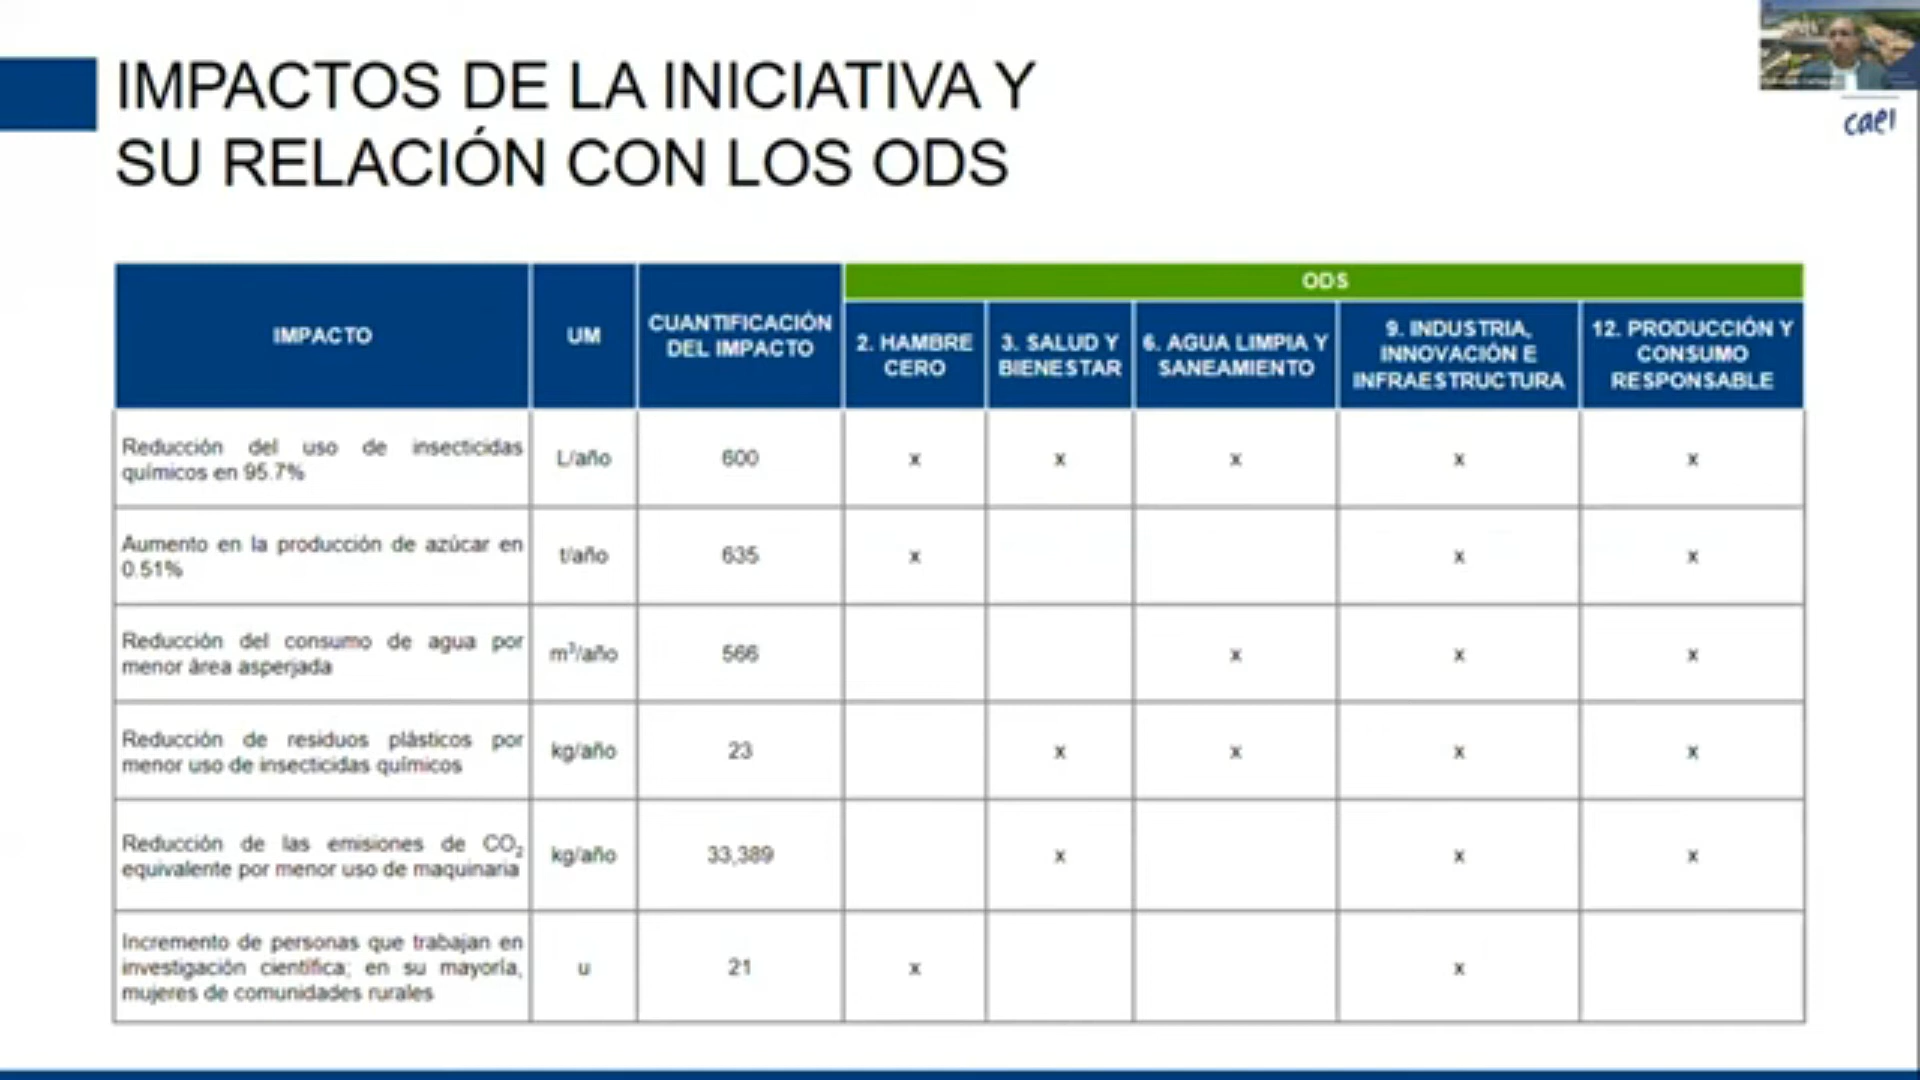 IMPACTOS DE LA INICIATIVA Y
SU RELACIÓN CON LOS ODS
caei
IMPACTO
UM
CUANTIFICACIÓN
DEL IMPACTO
ODS
2. HAMBRE
CERO
3. SALUD Y
BIENESTAR
6. AGUA LIMPIA Y
SANEAMIENTO
9. INDUSTRIA,
INNOVACIÓN E
INFRAESTRUCTURA
12. PRODUCCIÓN Y
CONSUMO
RESPONSABLE
Reducción del uso de insecticidas
químicos en 95.7%
L/año
600
x x x x x
Aumento en la producción de azúcar en
0.51%
t/año
635
x x x
Reducción del consumo de agua por
menor área asperjada
m³/año
566
x x x
Reducción de residuos plásticos por
menor uso de insecticidas químicos
kg/año
23
x x x x
Reducción de las emisiones de CO₂
equivalente por menor uso de maquinaria
kg/año
33,389
x x x
Incremento de personas que trabajan en
investigación científica; en su mayoría,
mujeres de comunidades rurales
u
21
x x